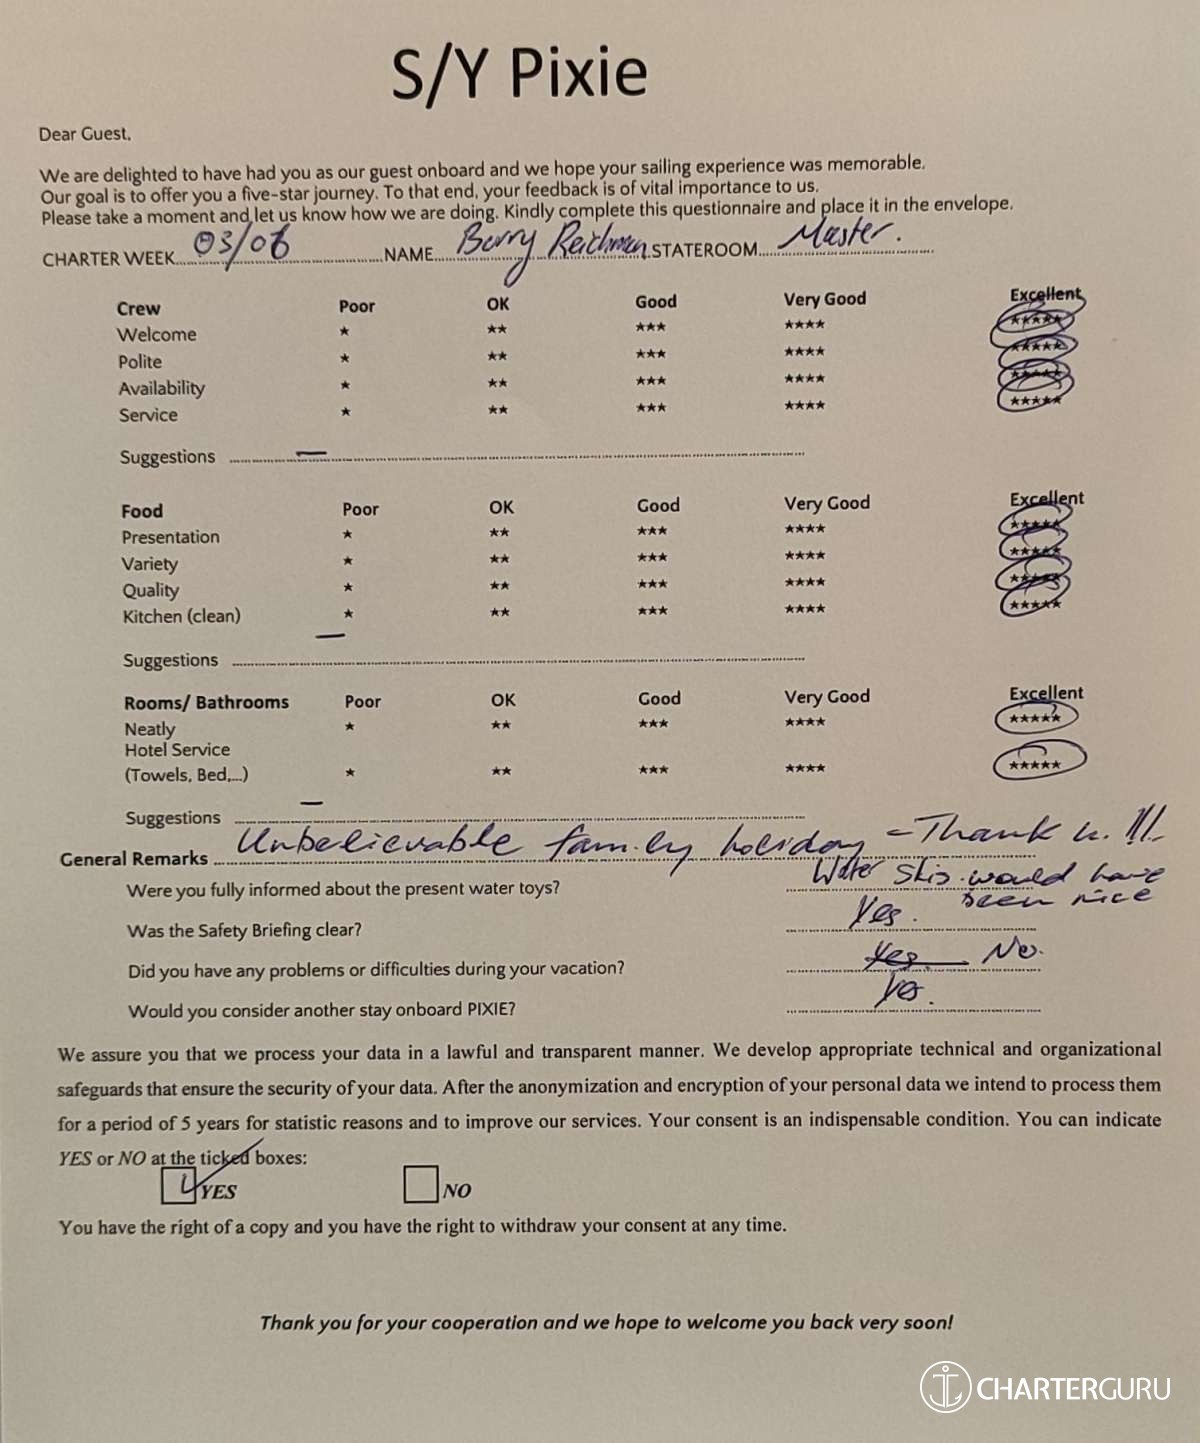 S/Y Pixie
Dear Guest,
We are delighted to have had you as our guest onboard and we hope your sailing experience was memorable.
Our goal is to offer you a five-star journey. To that end, your feedback is of vital importance to us.
Please take a moment and let us know how we are doing. Kindly complete this questionnaire and place it in the envelope.
CHARTER WEEK 03/06 NAME Berry Reichman STATEROOM Master.
Crew Poor OK Good Very Good Excellent
Welcome ★ ★★ ★★★ ★★★★ ★★★★★
Polite ★ ★★ ★★★ ★★★★ ★★★★★
Availability ★ ★★ ★★★ ★★★★ ★★★★★
Service ★ ★★ ★★★ ★★★★ ★★★★★
Suggestions —
Food Poor OK Good Very Good Excellent
Presentation ★ ★★ ★★★ ★★★★ ★★★★★
Variety ★ ★★ ★★★ ★★★★ ★★★★★
Quality ★ ★★ ★★★ ★★★★ ★★★★★
Kitchen (clean) ★ ★★ ★★★ ★★★★ ★★★★★
Suggestions —
Rooms/ Bathrooms Poor OK Good Very Good Excellent
Neatly ★ ★★ ★★★ ★★★★ ★★★★★
Hotel Service
(Towels, Bed,...) ★ ★★ ★★★ ★★★★ ★★★★★
Suggestions —
General Remarks Unbelievable family holiday - Thank u. !!!
Were you fully informed about the present water toys? Water skis would have
been nice
Was the Safety Briefing clear? Yes.
Did you have any problems or difficulties during your vacation? Yes. No.
Would you consider another stay onboard PIXIE? Yes.
We assure you that we process your data in a lawful and transparent manner. We develop appropriate technical and organizational
safeguards that ensure the security of your data. After the anonymization and encryption of your personal data we intend to process them
for a period of 5 years for statistic reasons and to improve our services. Your consent is an indispensable condition. You can indicate
YES or NO at the ticked boxes:
YES NO
You have the right of a copy and you have the right to withdraw your consent at any time.
Thank you for your cooperation and we hope to welcome you back very soon!
CHARTERGURU